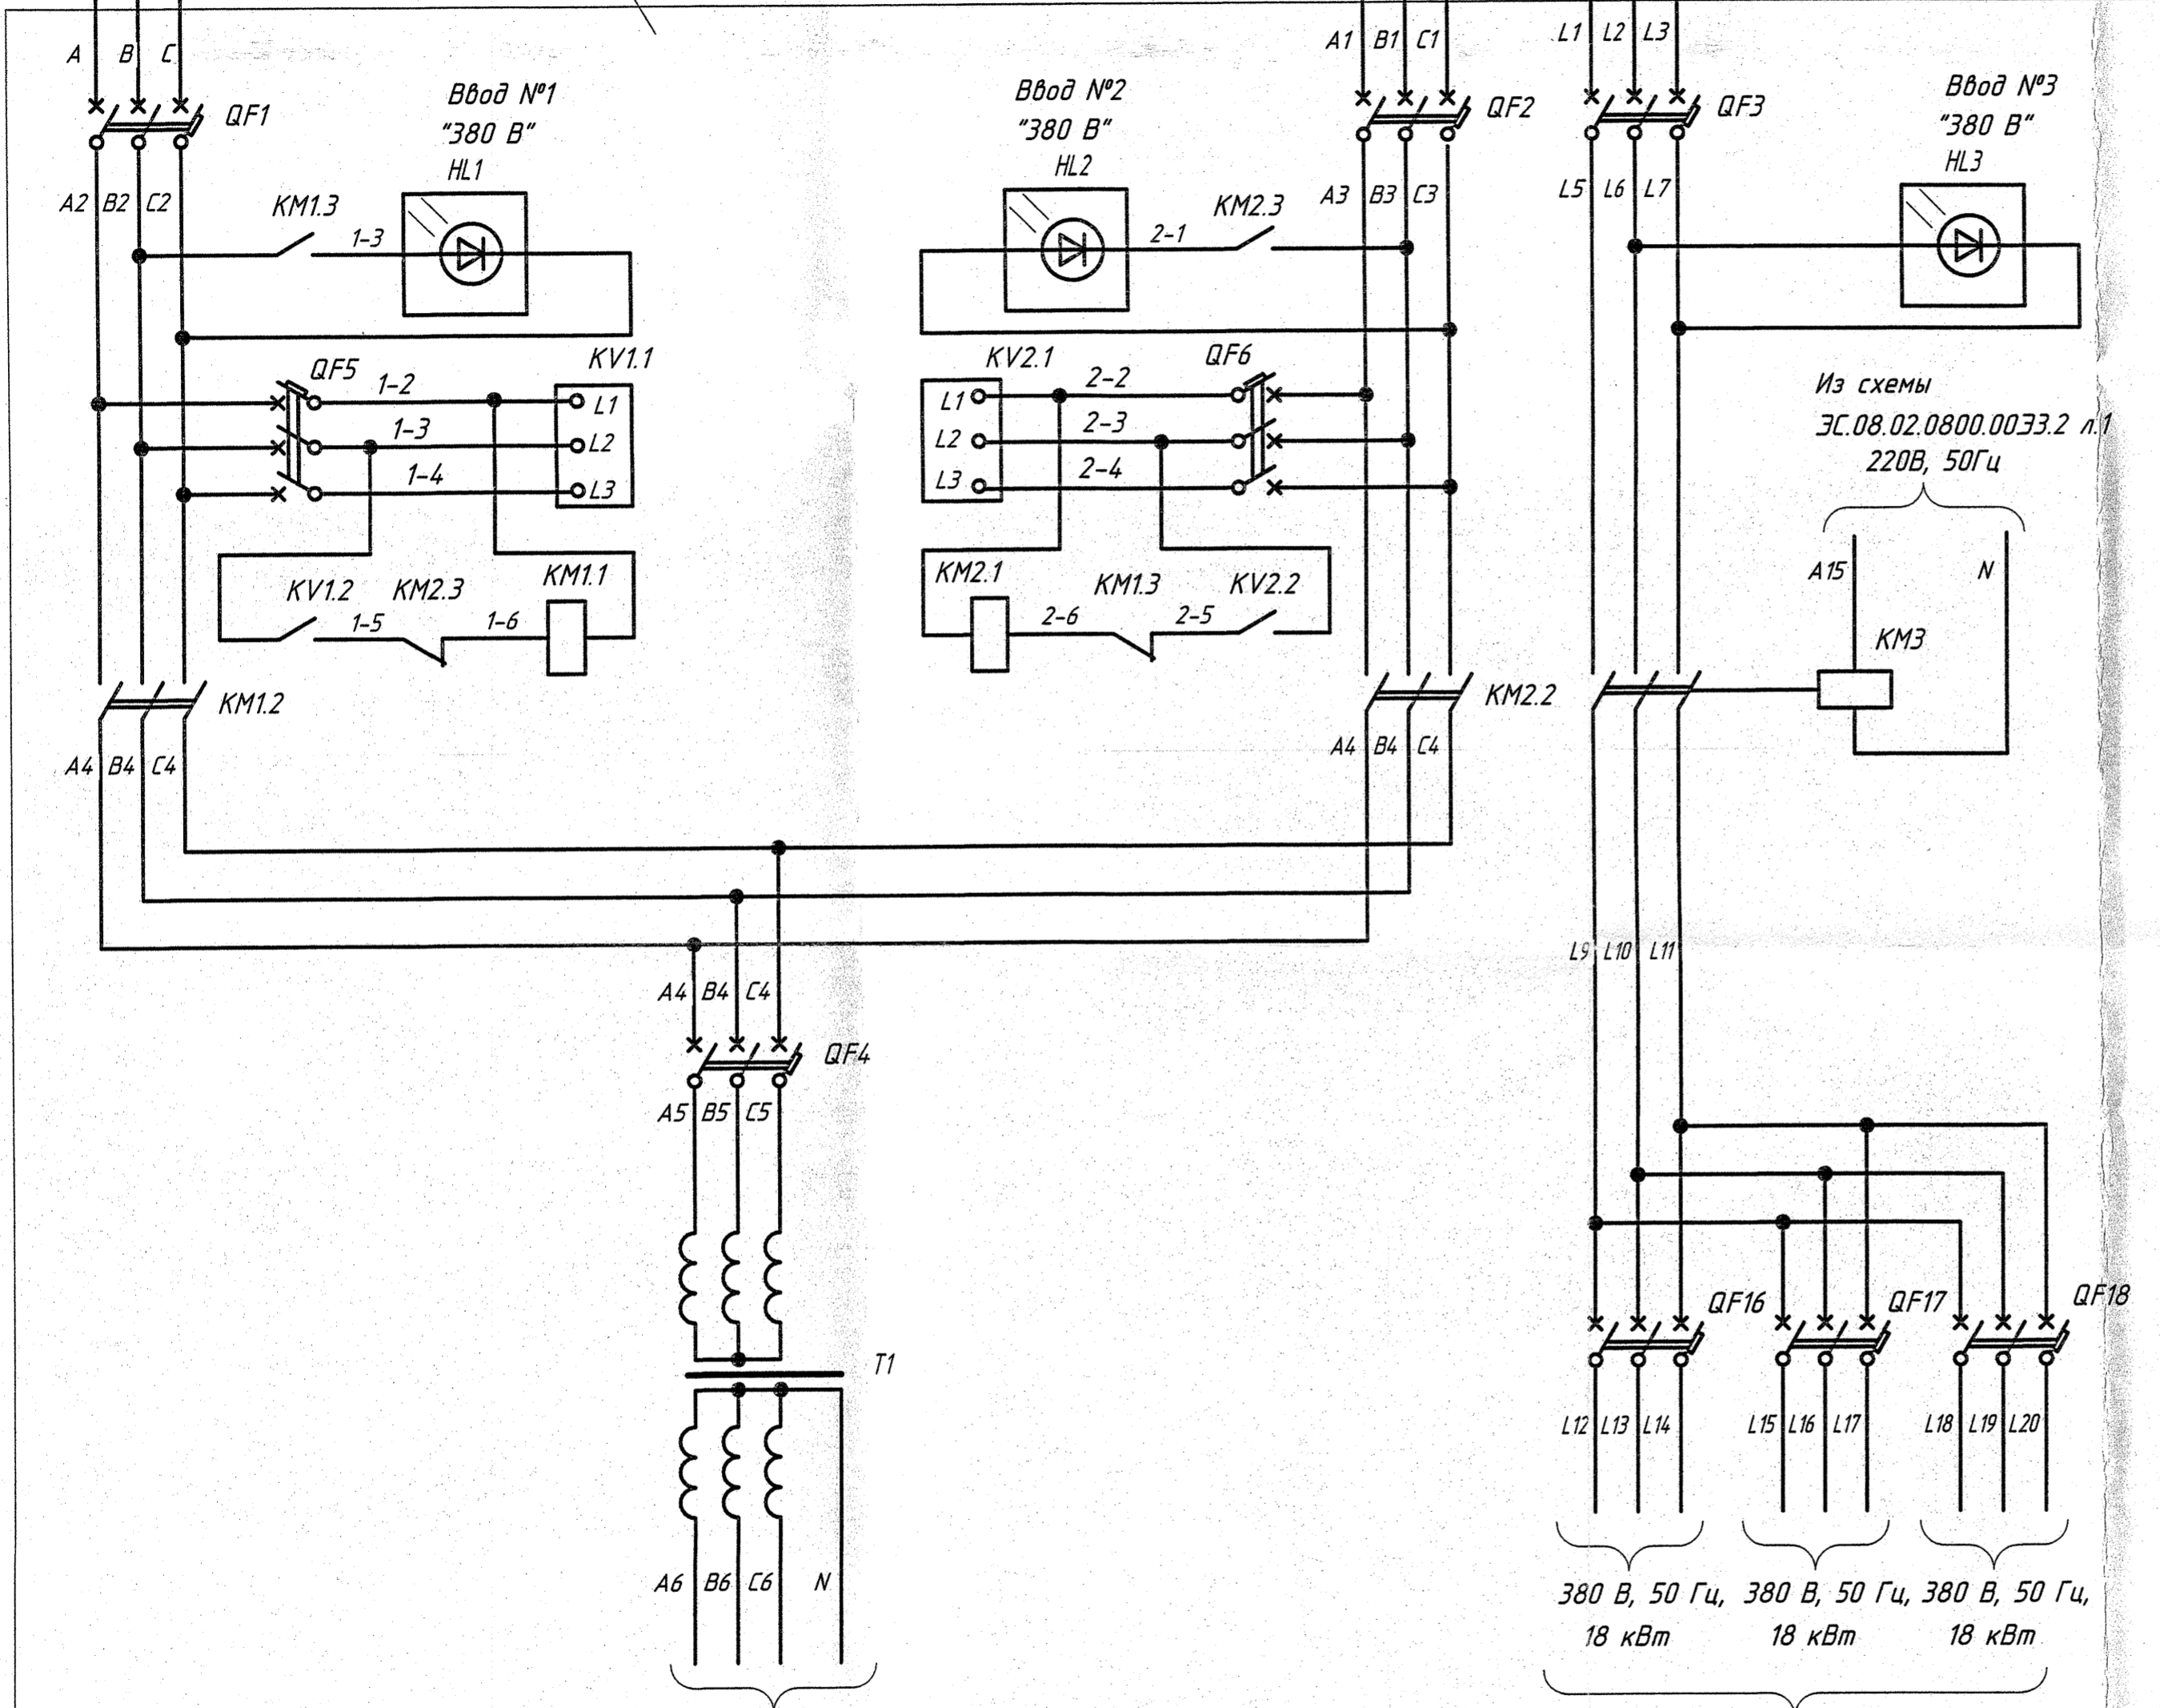 A B C
QF1
Ввод №1
"380 В"
HL1
A2 B2 C2
KM1.3
1-3
QF5
KV1.1
1-2
L1
1-3
L2
1-4
L3
KV1.2
KM2.3
KM1.1
1-5
1-6
KM1.2
A4 B4 C4
Ввод №2
"380 В"
HL2
A1 B1 C1
QF2
A3 B3 C3
KM2.3
2-1
KV2.1
QF6
L1
2-2
L2
2-3
L3
2-4
KM2.1
KM1.3
KV2.2
2-6
2-5
KM2.2
A4 B4 C4
L1 L2 L3
QF3
Ввод №3
"380 В"
HL3
L5 L6 L7
Из схемы
ЭС.08.02.0800.00ЭЗ.2 л.1
220В, 50Гц
A15
N
KM3
L9 L10 L11
A4 B4 C4
QF4
A5 B5 C5
T1
A6 B6 C6 N
QF16
QF17
QF18
L12 L13 L14
L15 L16 L17
L18 L19 L20
380 В, 50 Гц,
18 кВт
380 В, 50 Гц,
18 кВт
380 В, 50 Гц,
18 кВт